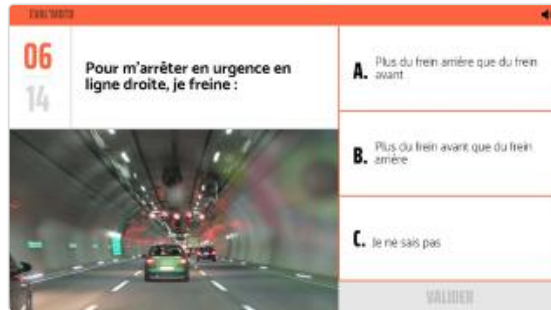 ÉVAL'MOTO
06
14
Pour m'arrêter en urgence en
ligne droite, je freine :
A. Plus du frein arrière que du frein
avant
B. Plus du frein avant que du frein
arrière
C. Je ne sais pas
VALIDER